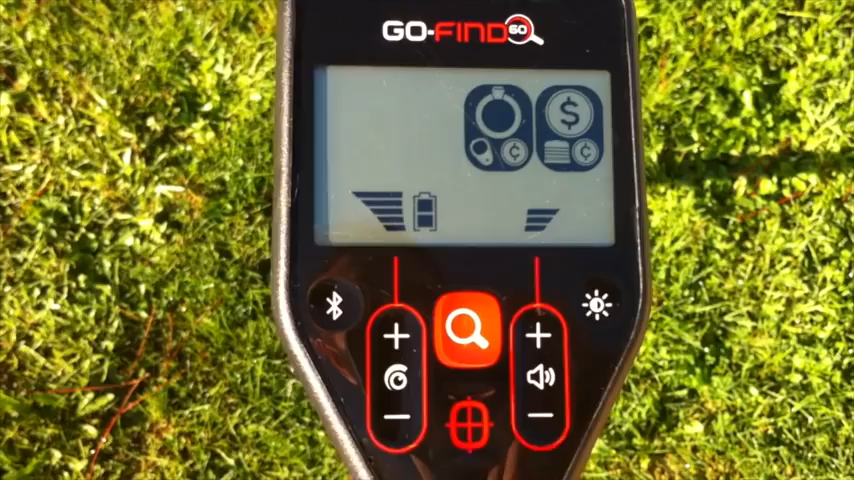 GO-FIND 60
$
¢ ¢
+ +
− −